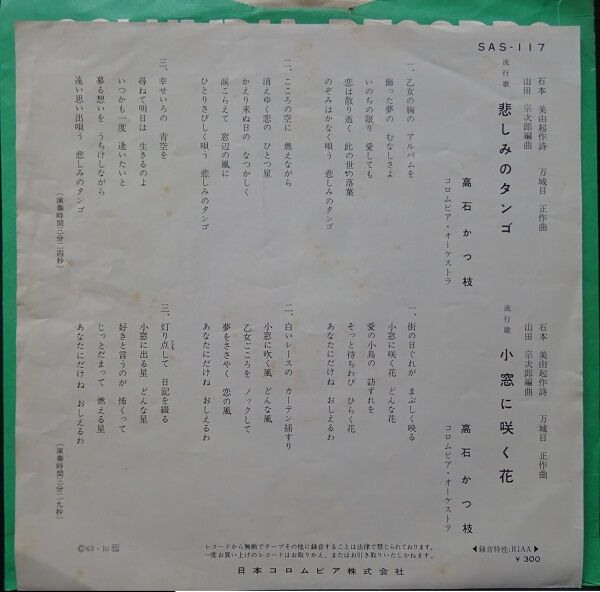 SAS-117
石本 美由起作詩 万城目 正作曲
山田 宗次郎編曲
流行歌 悲しみのタンゴ
高石かつ枝
コロムビア・オーケストラ
一、乙女の胸の アルバムを
飾った夢の むなしさよ
いのちの限り 愛しても
恋は散り逝く 此の世の落葉
のぞみはかなく唄う 悲しみのタンゴ
二、こころの空に 燃えながら
消えゆく恋の ひとつ星
かえり来ぬ日の なつかしく
涙こらえて 窓辺の風に
ひとりさびしく唄う 悲しみのタンゴ
三、幸せいろの 青空を
尋ねて明日は 生きるのよ
いつかも一度 逢いたいと
慕る想いを うちけしながら
遠い思い出唄う 悲しみのタンゴ
(演奏時間三分二四秒)
石本 美由起作詩 万城目 正作曲
山田 宗次郎編曲
流行歌 小窓に咲く花
高石かつ枝
コロムビア・オーケストラ
一、街の日ぐれが まぶしく映る
小窓に咲く花 どんな花
愛の小鳥の 訪ずれを
そっと待ちわび ひらく花
あなたにだけね おしえるわ
二、白いレースの カーテン揺すり
小窓に吹く風 どんな風
乙女ごころを ノックして
夢をささやく 恋の風
あなたにだけね おしえるわ
三、灯り点して 日記を綴る
小窓に出る星 どんな星
好きと言うのが 怖くって
じっとだまって 燃える星
あなたにだけね おしえるわ
(演奏時間三分二九秒)
Ⓒ63・10
レコードから無断でテープその他に録音することは法律で禁じられております。
一度お買い上げのレコードはお取りかえ、またはお引き取りいたしかねます。
日本コロムビア株式会社
◀録音特性:RIAA▶
¥300